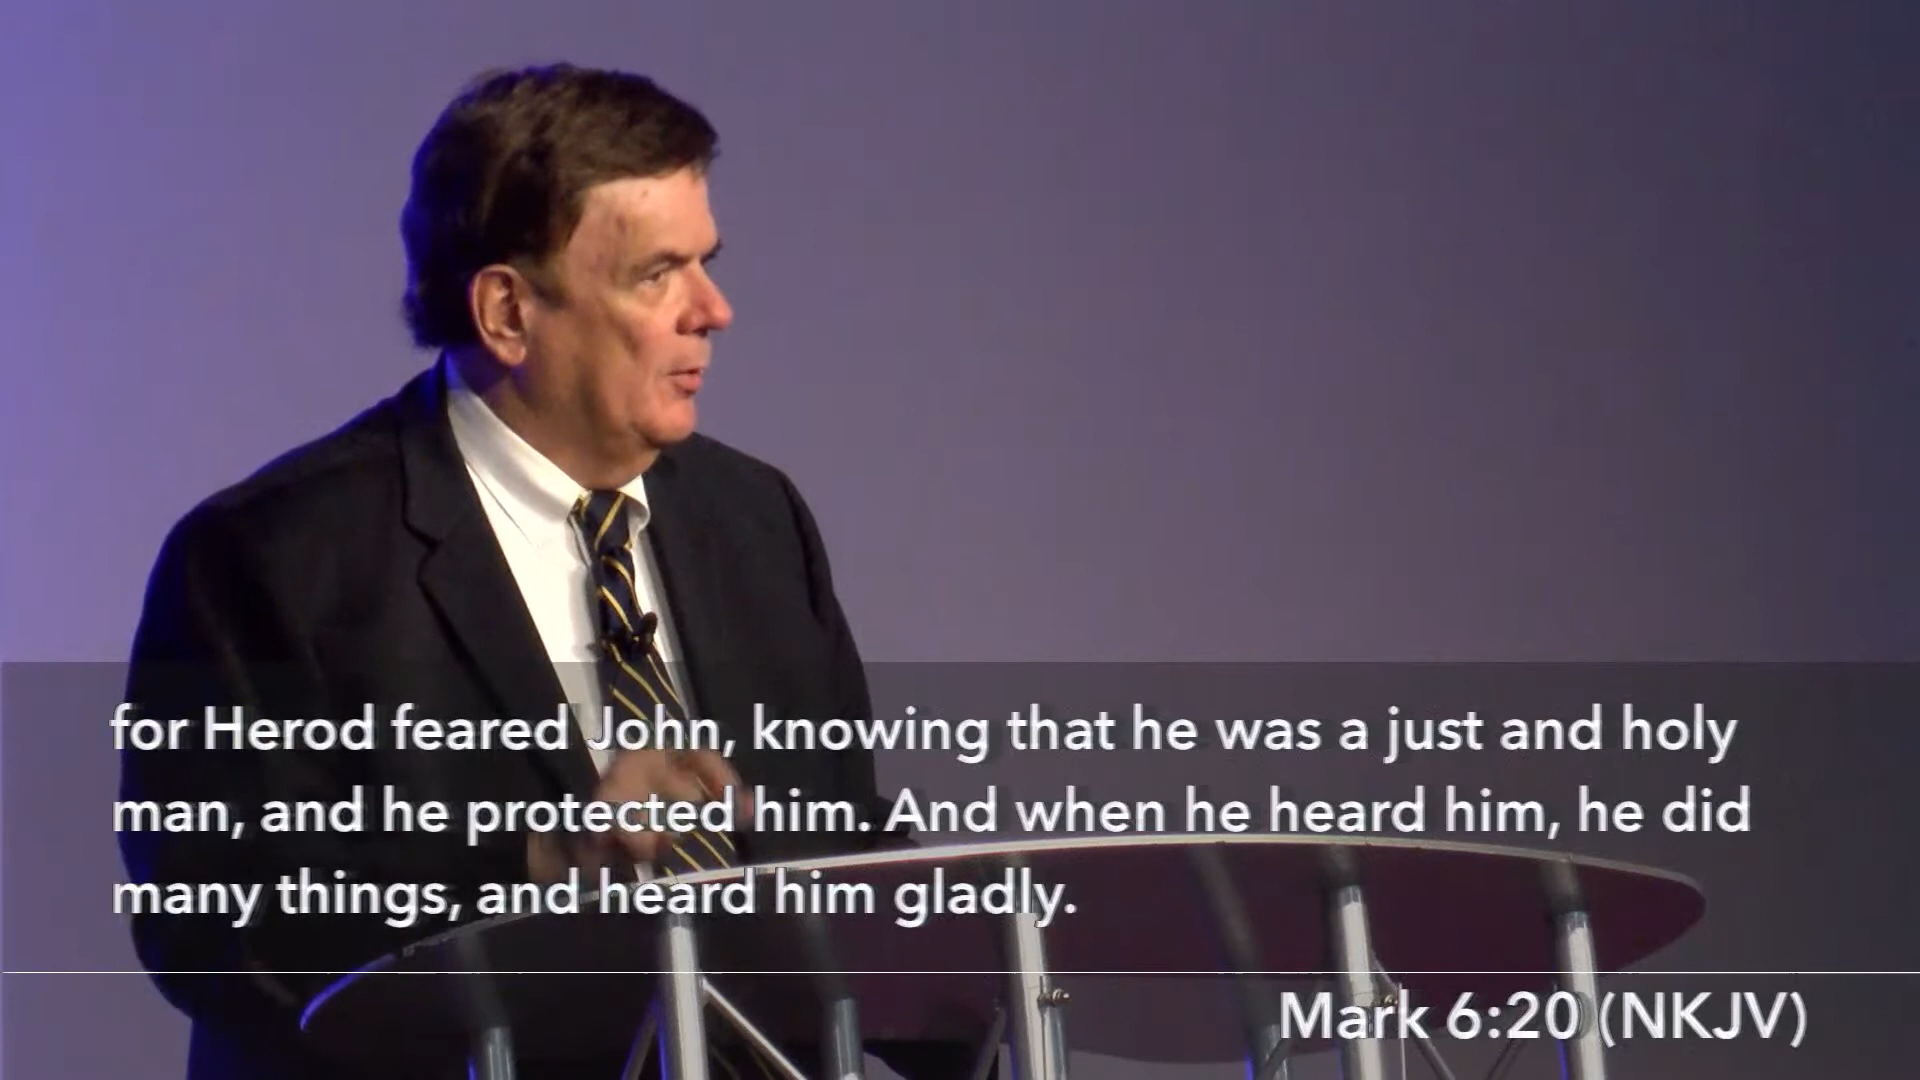 for Herod feared John, knowing that he was a just and holy
man, and he protected him. And when he heard him, he did
many things, and heard him gladly.
Mark 6:20 (NKJV)